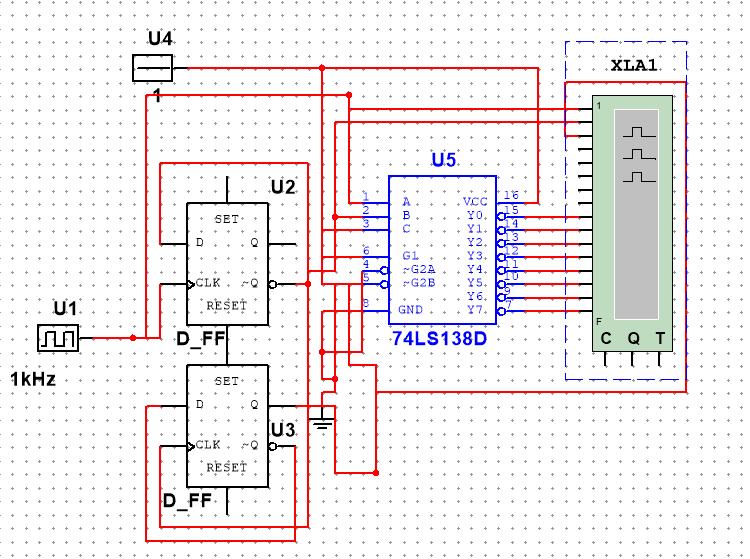 U4
XLA1
1
1
U5
U2
1 A VCC 16
2 B Y0 15
3 C Y1 14
Y2 13
6 G1 Y3 12
4 ~G2A Y4 11
5 ~G2B Y5 10
Y6 9
8 GND Y7 7
74LS138D
SET
D Q
CLK ~Q
RESET
D_FF
U1
1kHz
F
C Q T
SET
D Q
U3
CLK ~Q
RESET
D_FF